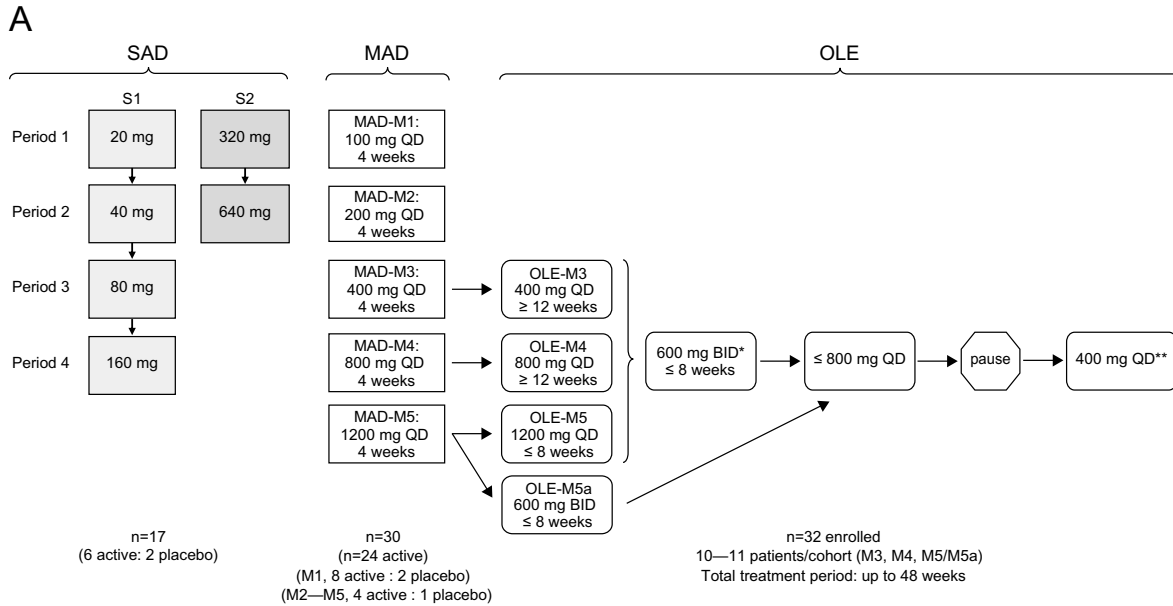 A
SAD
MAD
OLE
S1
S2
Period 1
20 mg
320 mg
MAD-M1:
100 mg QD
4 weeks
Period 2
40 mg
640 mg
MAD-M2:
200 mg QD
4 weeks
Period 3
80 mg
MAD-M3:
400 mg QD
4 weeks
OLE-M3
400 mg QD
≥ 12 weeks
Period 4
160 mg
MAD-M4:
800 mg QD
4 weeks
OLE-M4
800 mg QD
≥ 12 weeks
600 mg BID*
≤ 8 weeks
≤ 800 mg QD
pause
400 mg QD**
MAD-M5:
1200 mg QD
4 weeks
OLE-M5
1200 mg QD
≤ 8 weeks
OLE-M5a
600 mg BID
≤ 8 weeks
n=17
(6 active: 2 placebo)
n=30
(n=24 active)
(M1, 8 active : 2 placebo)
(M2—M5, 4 active : 1 placebo)
n=32 enrolled
10—11 patients/cohort (M3, M4, M5/M5a)
Total treatment period: up to 48 weeks